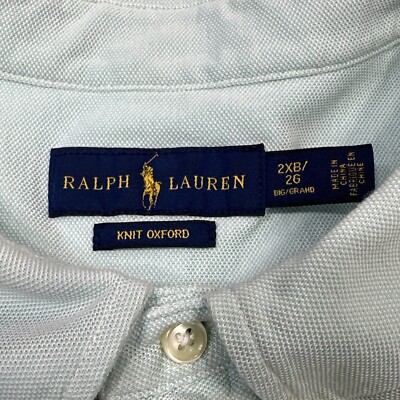 RALPH LAUREN
KNIT OXFORD
2XB/
2G
BIG/GRAND
MADE IN
CHINA
FABRIQUÉ EN
CHINE